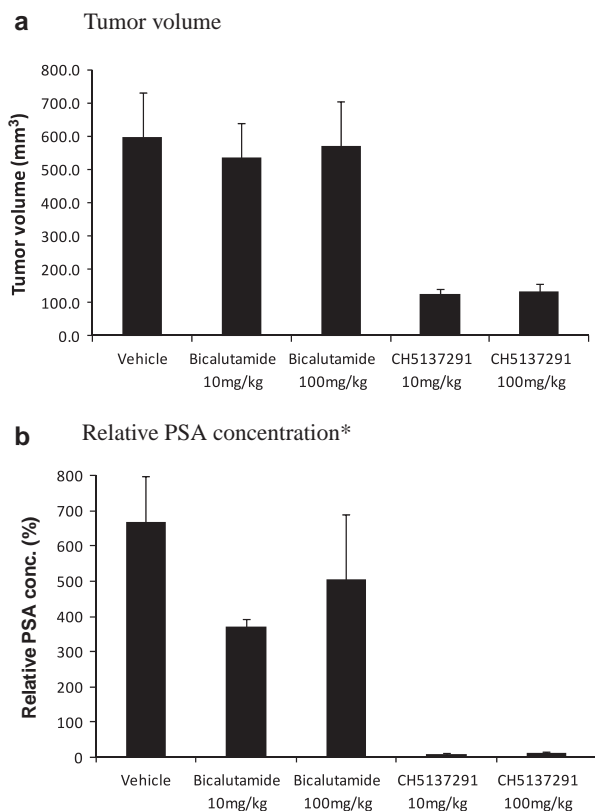 a Tumor volume
800.0
700.0
600.0
500.0
400.0
300.0
200.0
100.0
0.0
Tumor volume (mm³)
Vehicle Bicalutamide Bicalutamide CH5137291 CH5137291
10mg/kg 100mg/kg 10mg/kg 100mg/kg
b Relative PSA concentration*
800
700
600
500
400
300
200
100
0
Relative PSA conc. (%)
Vehicle Bicalutamide Bicalutamide CH5137291 CH5137291
10mg/kg 100mg/kg 10mg/kg 100mg/kg